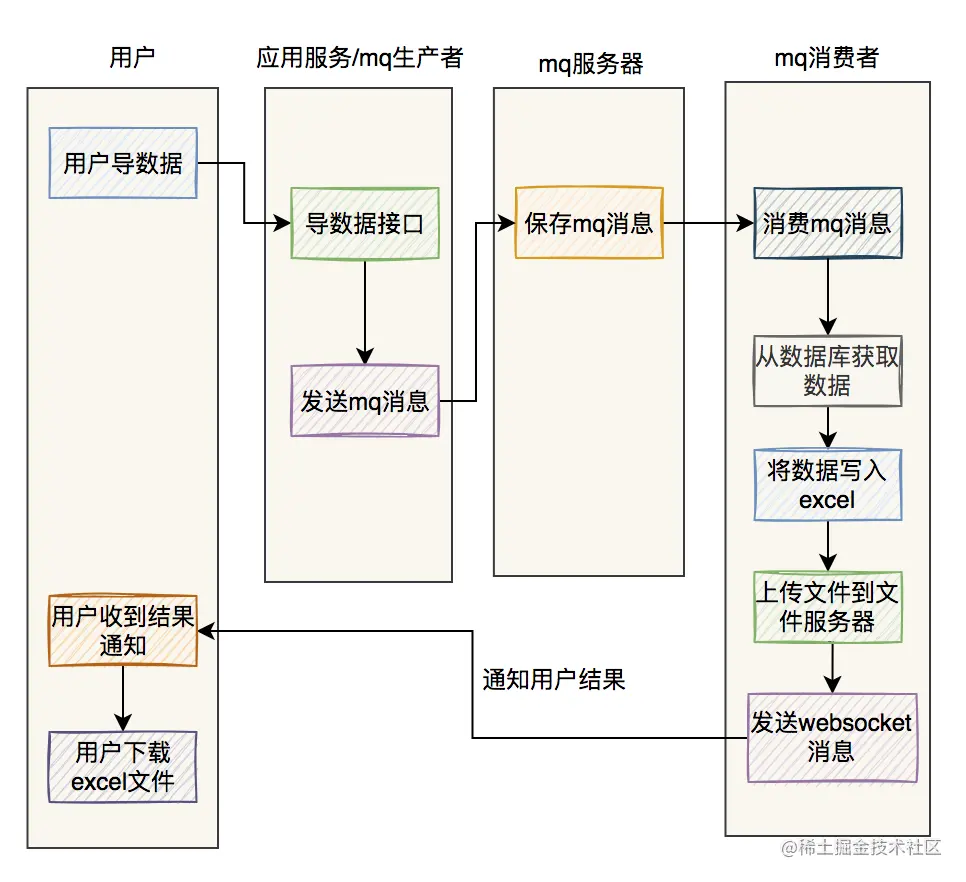 用户
应用服务/mq生产者
mq服务器
mq消费者
用户导数据
导数据接口
发送mq消息
保存mq消息
消费mq消息
从数据库获取
数据
将数据写入
excel
上传文件到文
件服务器
发送websocket
消息
通知用户结果
用户收到结果
通知
用户下载
excel文件
@稀土掘金技术社区